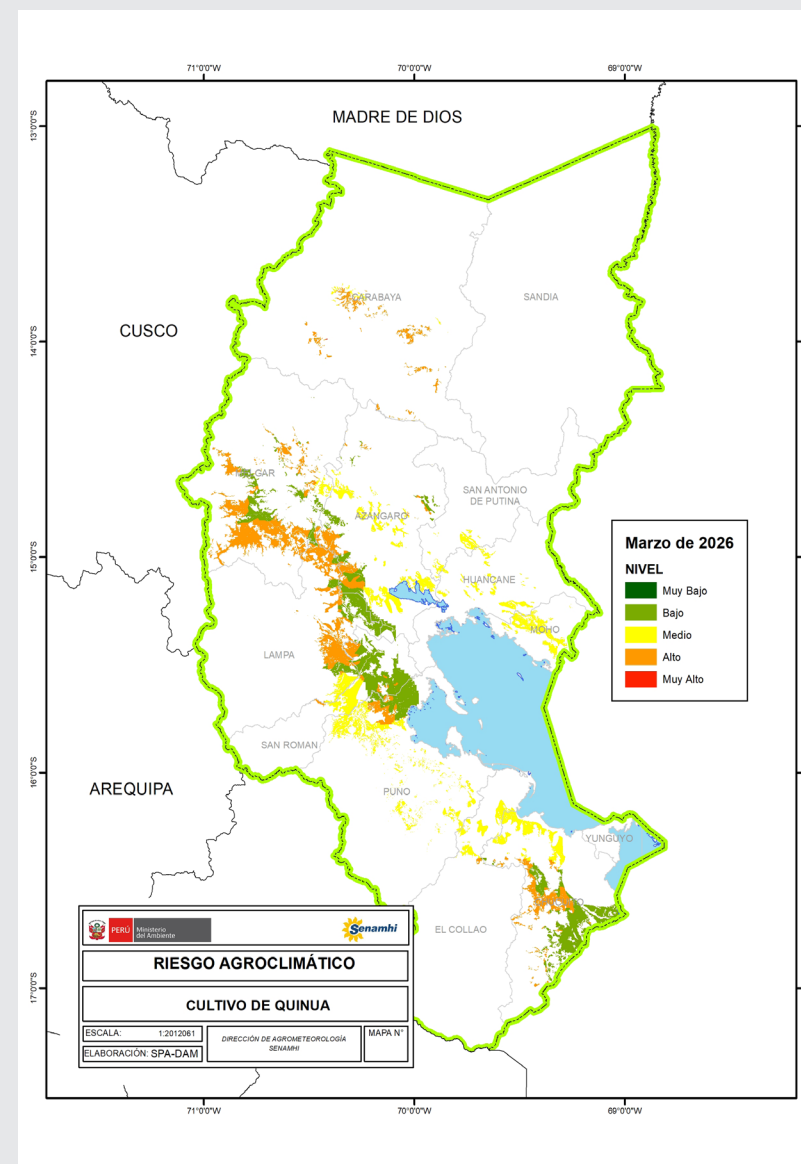 71°0'0"W 70°0'0"W 69°0'0"W
MADRE DE DIOS
13°0'0"S
CARABAYA
SANDIA
CUSCO
14°0'0"S
SAN ANTONIO
DE PUTINA
AZANGARO
15°0'0"S
HUANCANE
MOHO
LAMPA
SAN ROMAN
16°0'0"S
AREQUIPA
PUNO
YUNGUYO
EL COLLAO
17°0'0"S
Marzo de 2026
NIVEL
Muy Bajo
Bajo
Medio
Alto
Muy Alto
PERÚ Ministerio
del Ambiente
Senamhi
RIESGO AGROCLIMÁTICO
CULTIVO DE QUINUA
ESCALA: 1:2012061
DIRECCIÓN DE AGROMETEOROLOGÍA
SENAMHI
MAPA N°
ELABORACIÓN: SPA-DAM
71°0'0"W 70°0'0"W 69°0'0"W